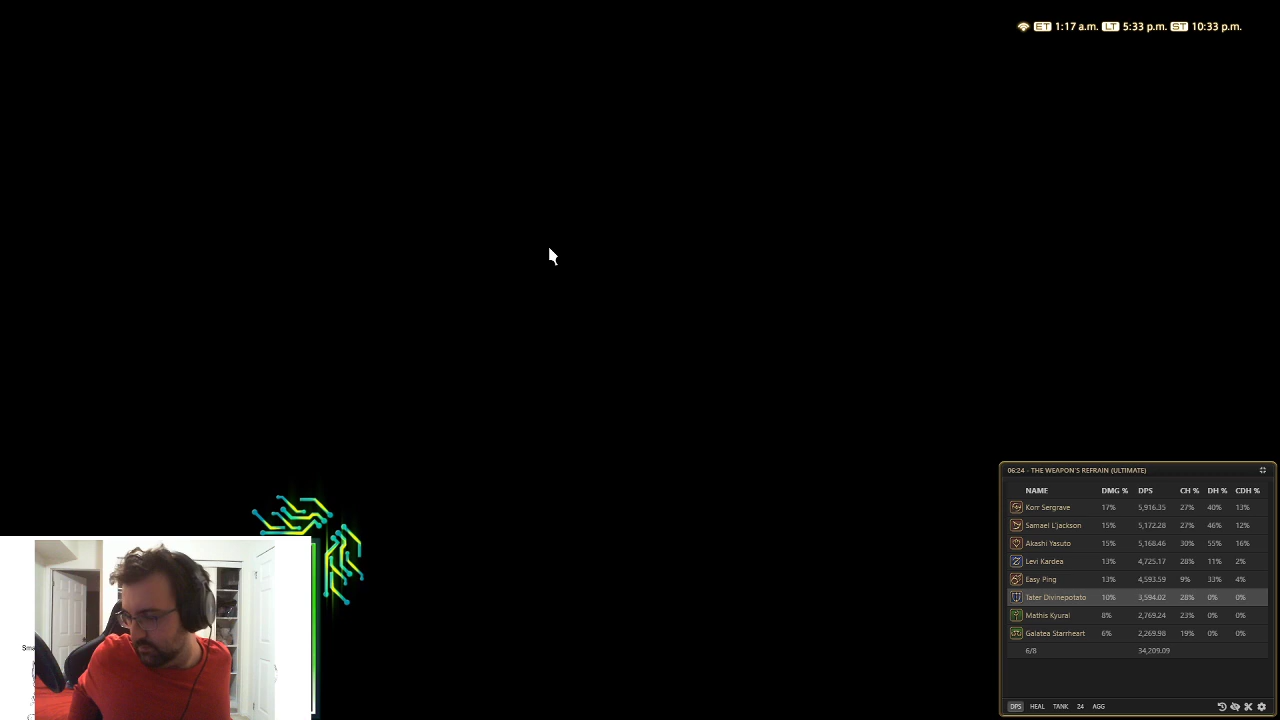 ET 1:17 a.m. LT 5:33 p.m. ST 10:33 p.m.
06:24 - THE WEAPON'S REFRAIN (ULTIMATE)
NAME DMG % DPS CH % DH % CDH %
Korr Sergrave 17% 5,916.35 27% 40% 13%
Samael L'jackson 15% 5,172.28 27% 46% 12%
Akashi Yasuto 15% 5,168.46 30% 55% 16%
Levi Kardea 13% 4,725.17 28% 11% 2%
Easy Ping 13% 4,593.59 9% 33% 4%
Tater Divinepotato 10% 3,594.02 28% 0% 0%
Mathis Kyural 8% 2,769.24 23% 0% 0%
Galatea Starrheart 6% 2,269.98 19% 0% 0%
6/8 34,209.09
Sma
DPS HEAL TANK 24 AGG